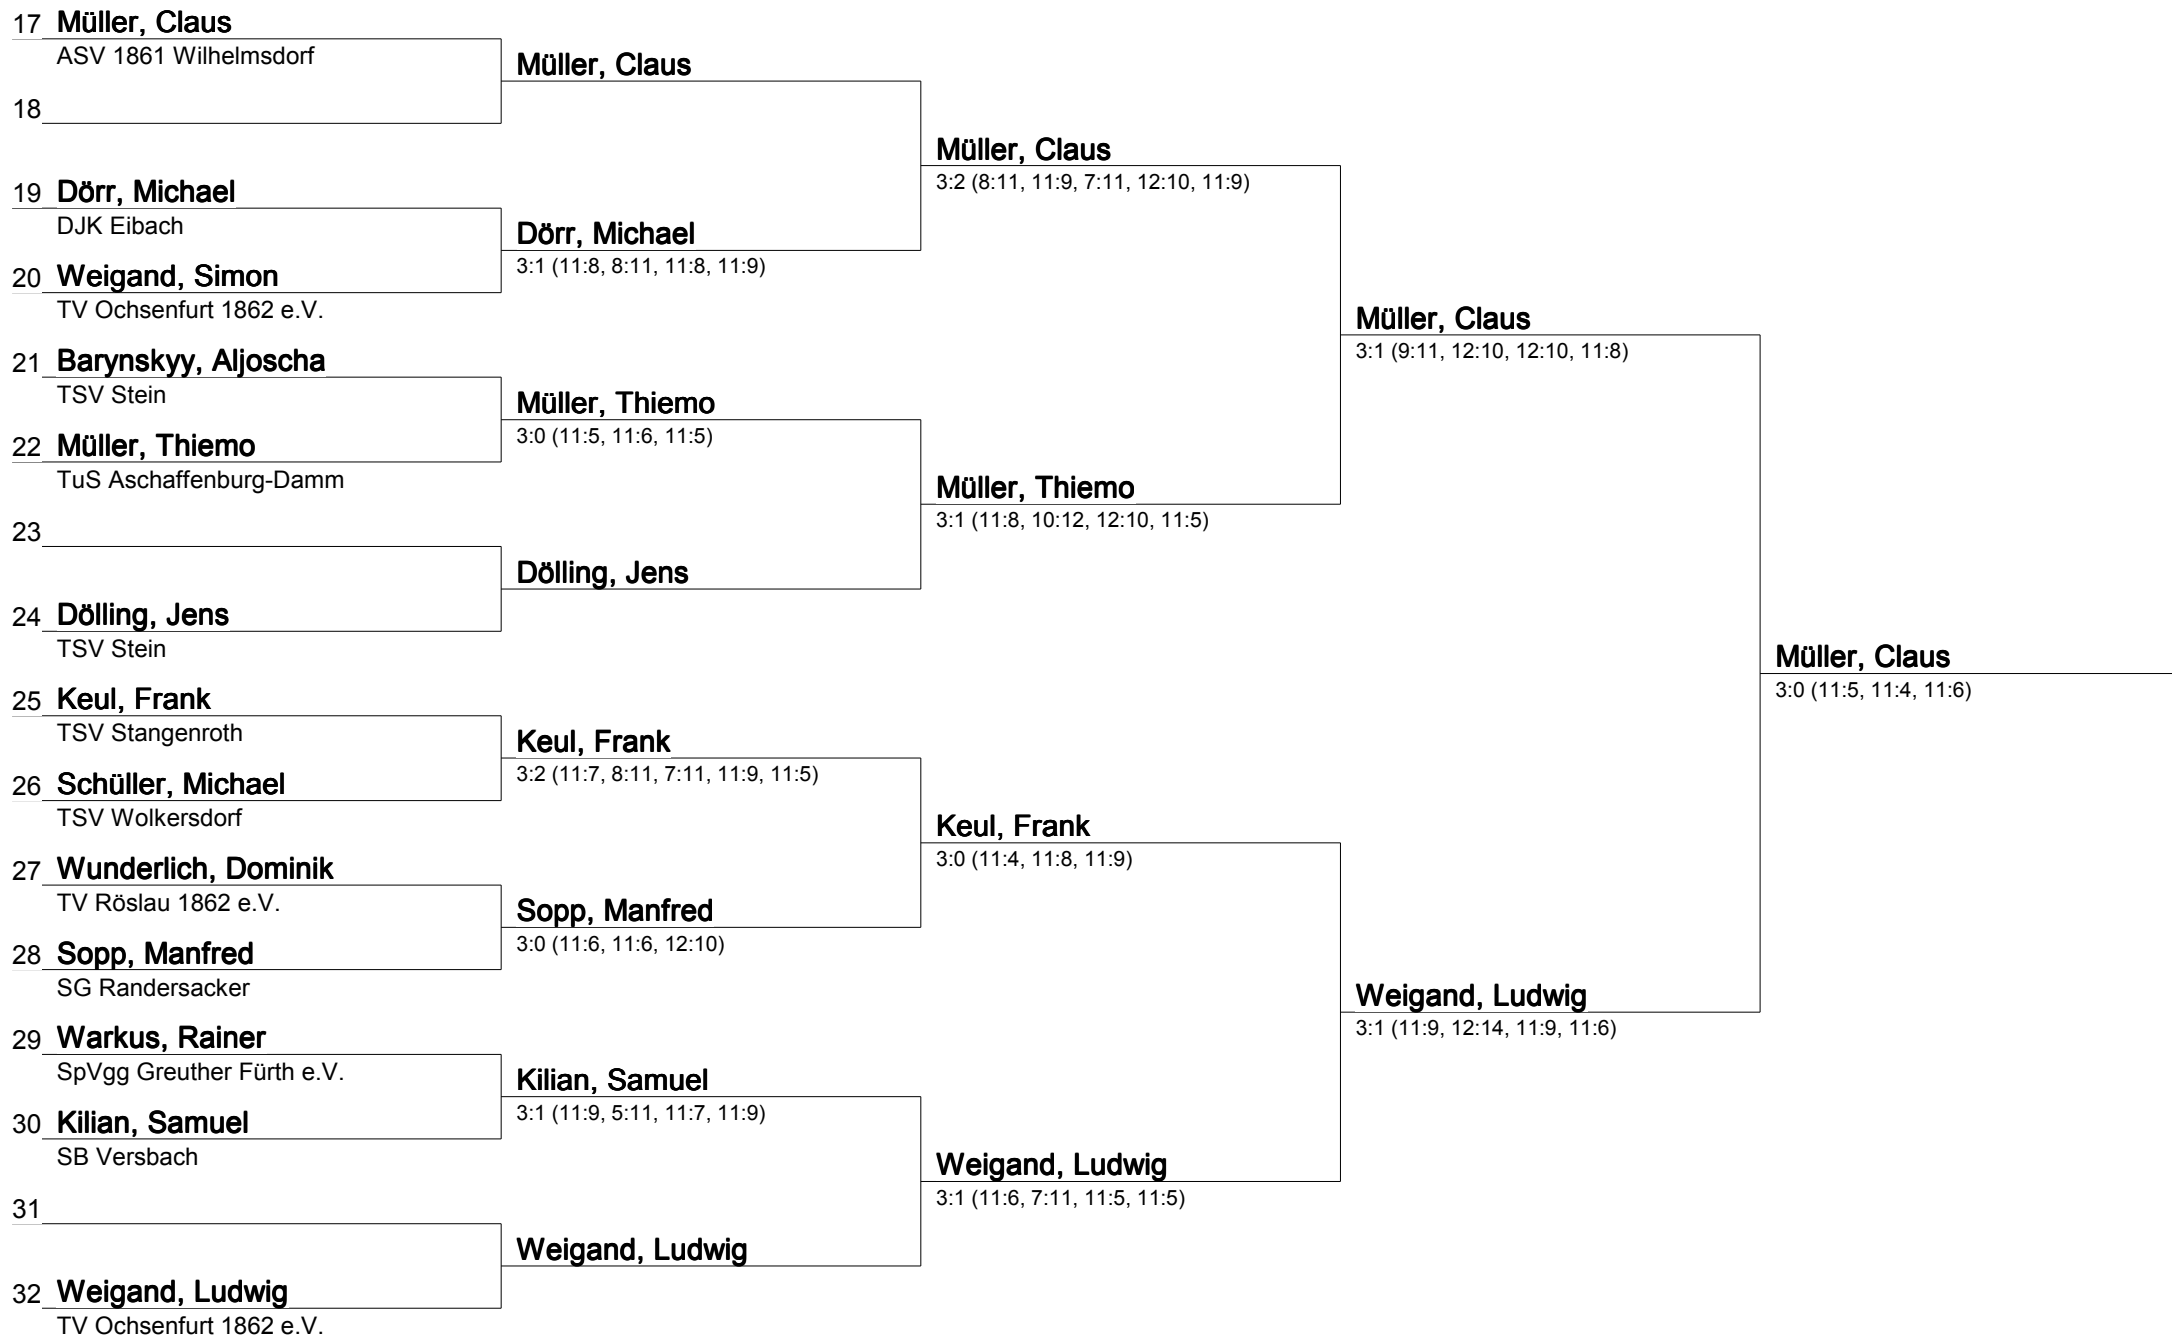 17 Müller, Claus
ASV 1861 Wilhelmsdorf
Müller, Claus
18
Müller, Claus
3:2 (8:11, 11:9, 7:11, 12:10, 11:9)
19 Dörr, Michael
DJK Eibach
Dörr, Michael
3:1 (11:8, 8:11, 11:8, 11:9)
20 Weigand, Simon
TV Ochsenfurt 1862 e.V.
Müller, Claus
3:1 (9:11, 12:10, 12:10, 11:8)
21 Barynskyy, Aljoscha
TSV Stein
Müller, Thiemo
3:0 (11:5, 11:6, 11:5)
22 Müller, Thiemo
TuS Aschaffenburg-Damm
Müller, Thiemo
3:1 (11:8, 10:12, 12:10, 11:5)
23
Dölling, Jens
24 Dölling, Jens
TSV Stein
Müller, Claus
3:0 (11:5, 11:4, 11:6)
25 Keul, Frank
TSV Stangenroth
Keul, Frank
3:2 (11:7, 8:11, 7:11, 11:9, 11:5)
26 Schüller, Michael
TSV Wolkersdorf
Keul, Frank
3:0 (11:4, 11:8, 11:9)
27 Wunderlich, Dominik
TV Röslau 1862 e.V.
Sopp, Manfred
3:0 (11:6, 11:6, 12:10)
28 Sopp, Manfred
SG Randersacker
Weigand, Ludwig
3:1 (11:9, 12:14, 11:9, 11:6)
29 Warkus, Rainer
SpVgg Greuther Fürth e.V.
Kilian, Samuel
3:1 (11:9, 5:11, 11:7, 11:9)
30 Kilian, Samuel
SB Versbach
Weigand, Ludwig
3:1 (11:6, 7:11, 11:5, 11:5)
31
Weigand, Ludwig
32 Weigand, Ludwig
TV Ochsenfurt 1862 e.V.